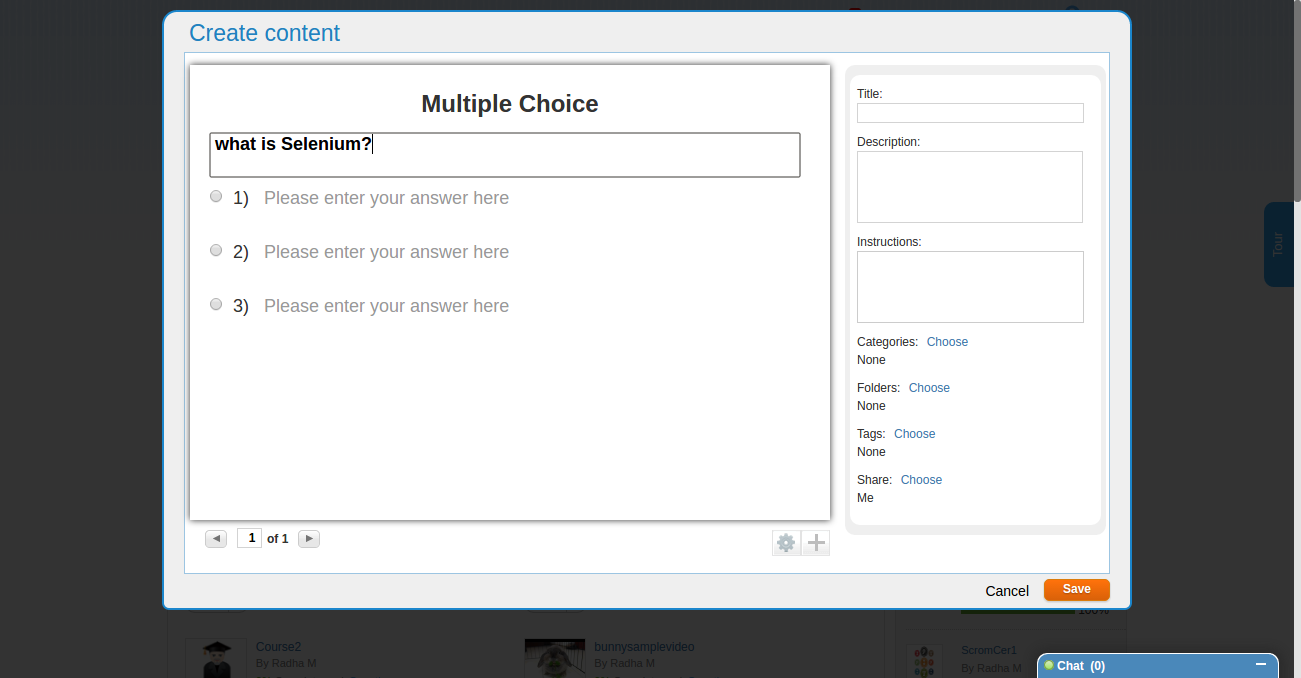 Create content
Multiple Choice
what is Selenium?
1) Please enter your answer here
2) Please enter your answer here
3) Please enter your answer here
1 of 1
Title:
Description:
Instructions:
Categories: Choose
None
Folders: Choose
None
Tags: Choose
None
Share: Choose
Me
Cancel
Save
Tour
100%
Course2
By Radha M
bunnysamplevideo
By Radha M
ScromCer1
By Radha M
Chat (0)